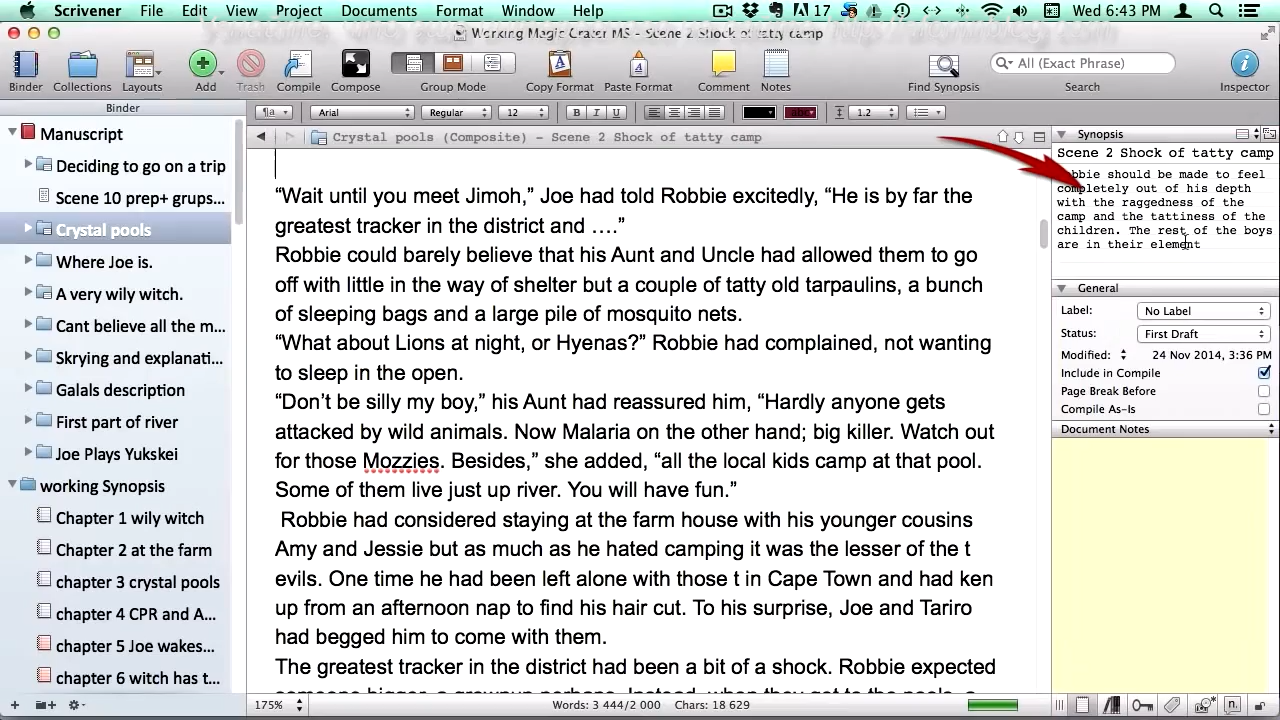 Scrivener File Edit View Project Documents Format Window Help 17 Wed 6:43 PM
Working Magic Crater MS - Scene 2 Shock of tatty camp
Binder Collections Layouts Add Trash Compile Compose Group Mode Copy Format Paste Format Comment Notes Find Synopsis All (Exact Phrase) Search Inspector
Binder
¶a Arial Regular 12 B I U 1.2
Manuscript
Deciding to go on a trip
Scene 10 prep+ grups...
Crystal pools
Where Joe is.
A very wily witch.
Cant believe all the m...
Skrying and explanati...
Galals description
First part of river
Joe Plays Yukskei
working Synopsis
Chapter 1 wily witch
Chapter 2 at the farm
chapter 3 crystal pools
chapter 4 CPR and A...
chapter 5 Joe wakes...
chapter 6 witch has t...
Crystal pools (Composite) - Scene 2 Shock of tatty camp
“Wait until you meet Jimoh,” Joe had told Robbie excitedly, “He is by far the
greatest tracker in the district and ….”
Robbie could barely believe that his Aunt and Uncle had allowed them to go
off with little in the way of shelter but a couple of tatty old tarpaulins, a bunch
of sleeping bags and a large pile of mosquito nets.
“What about Lions at night, or Hyenas?” Robbie had complained, not wanting
to sleep in the open.
“Don’t be silly my boy,” his Aunt had reassured him, “Hardly anyone gets
attacked by wild animals. Now Malaria on the other hand; big killer. Watch out
for those Mozzies. Besides,” she added, “all the local kids camp at that pool.
Some of them live just up river. You will have fun.”
Robbie had considered staying at the farm house with his younger cousins
Amy and Jessie but as much as he hated camping it was the lesser of the t
evils. One time he had been left alone with those t in Cape Town and had ken
up from an afternoon nap to find his hair cut. To his surprise, Joe and Tariro
had begged him to come with them.
The greatest tracker in the district had been a bit of a shock. Robbie expected
someone bigger, a grownup perhaps. Instead, when they got to the pools, a
175% Words: 3 444/2 000 Chars: 18 629
Synopsis
Scene 2 Shock of tatty camp
obbie should be made to feel
completely out of his depth
with the raggedness of the
camp and the tattiness of the
children. The rest of the boys
are in their element
General
Label: No Label
Status: First Draft
Modified: 24 Nov 2014, 3:36 PM
Include in Compile
Page Break Before
Compile As-Is
Document Notes